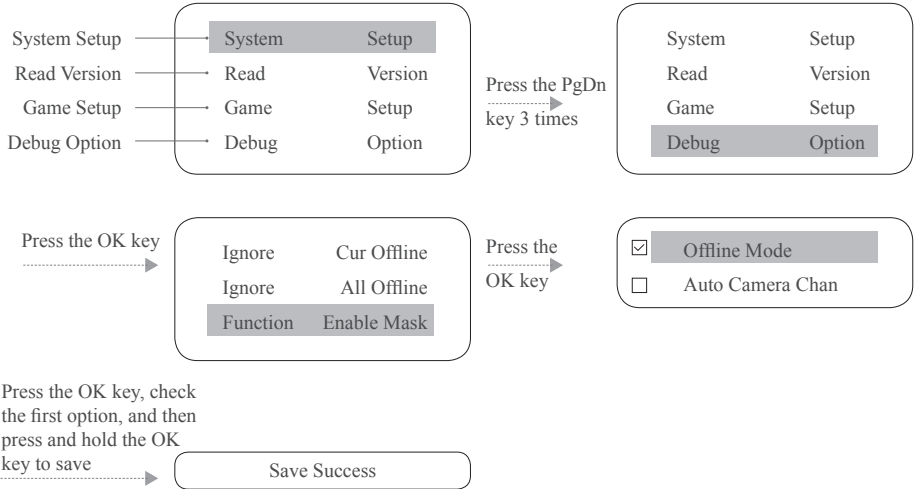 System Setup
Read Version
Game Setup
Debug Option
System Setup
Read Version
Game Setup
Debug Option
Press the PgDn
key 3 times
System Setup
Read Version
Game Setup
Debug Option
Press the OK key
Ignore Cur Offline
Ignore All Offline
Function Enable Mask
Press the
OK key
Offline Mode
Auto Camera Chan
Press the OK key, check
the first option, and then
press and hold the OK
key to save
Save Success